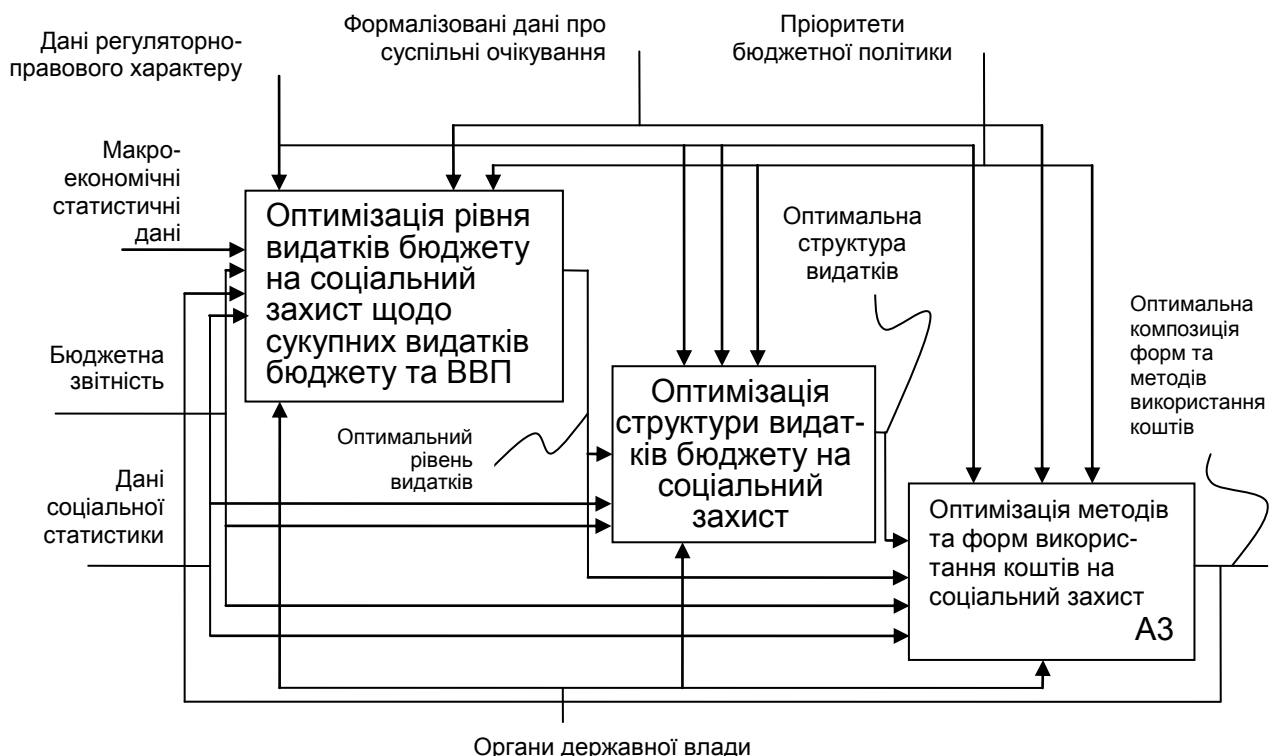 Дані регуляторно-
правового характеру
Формалізовані дані про
суспільні очікування
Пріоритети
бюджетної політики
Макро-
економічні
статистичні
дані
Оптимізація рівня
видатків бюджету
на соціальний
захист щодо
сукупних видатків
бюджету та ВВП
Оптимальна
структура
видатків
Оптимальна
композиція
форм та
методів
використання
коштів
Бюджетна
звітність
Оптимізація
структури видат-
ків бюджету на
соціальний
захист
Оптимальний
рівень
видатків
Дані
соціальної
статистики
Оптимізація методів
та форм викорис-
тання коштів на
соціальний захист
А3
Органи державної влади